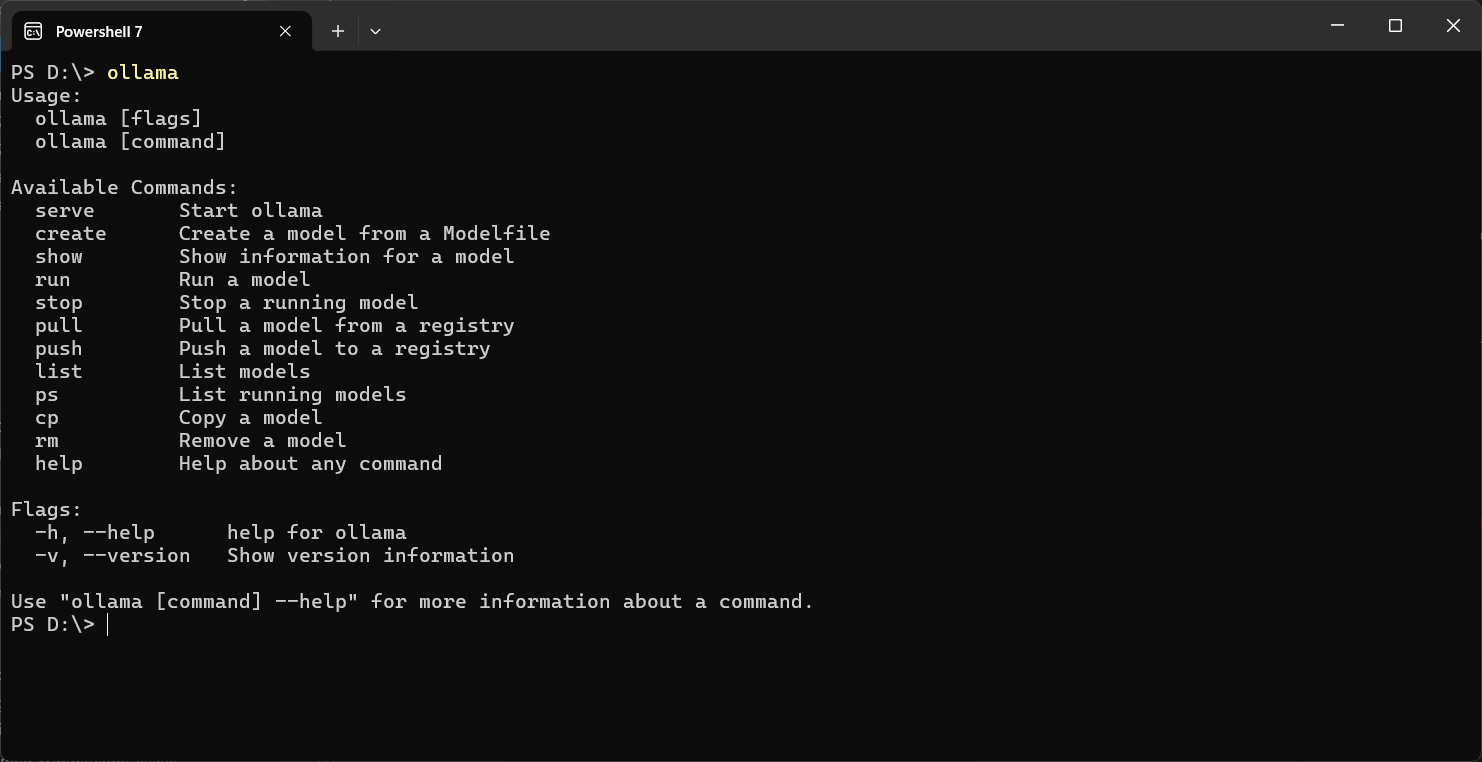 Powershell 7
PS D:\> ollama
Usage:
  ollama [flags]
  ollama [command]

Available Commands:
  serve       Start ollama
  create      Create a model from a Modelfile
  show        Show information for a model
  run         Run a model
  stop        Stop a running model
  pull        Pull a model from a registry
  push        Push a model to a registry
  list        List models
  ps          List running models
  cp          Copy a model
  rm          Remove a model
  help        Help about any command

Flags:
  -h, --help      help for ollama
  -v, --version   Show version information

Use "ollama [command] --help" for more information about a command.
PS D:\>